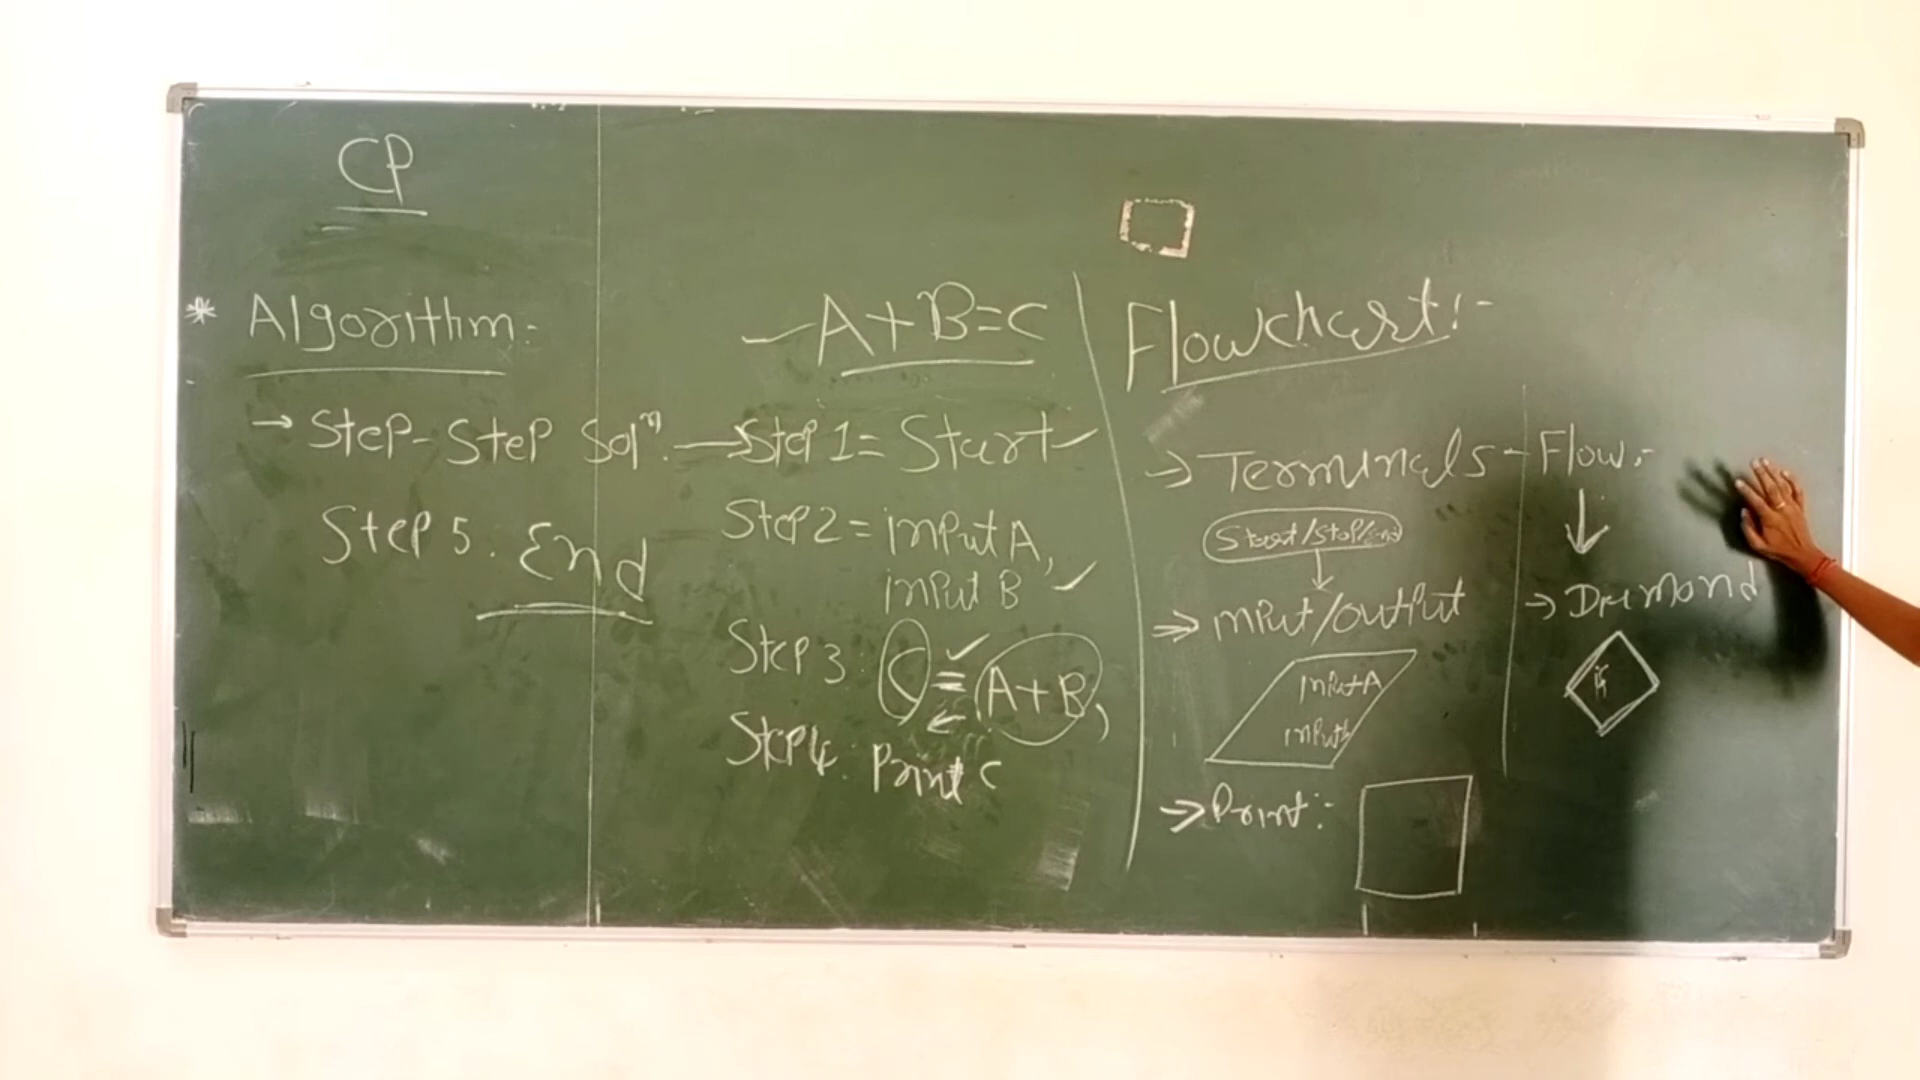 CP
* Algorithm:-
→ Step-Step Solⁿ.
Step 5. End
A+B=C
→ Step 1 = Start
Step 2 = input A,
input B
Step 3: C = A+B,
Step 4: Print C
Flowchart:-
→ Terminals -
Start/Stop/End
⇒ input/output
input A
input b
→ Print:-
Flow:-
→ Diamond
if